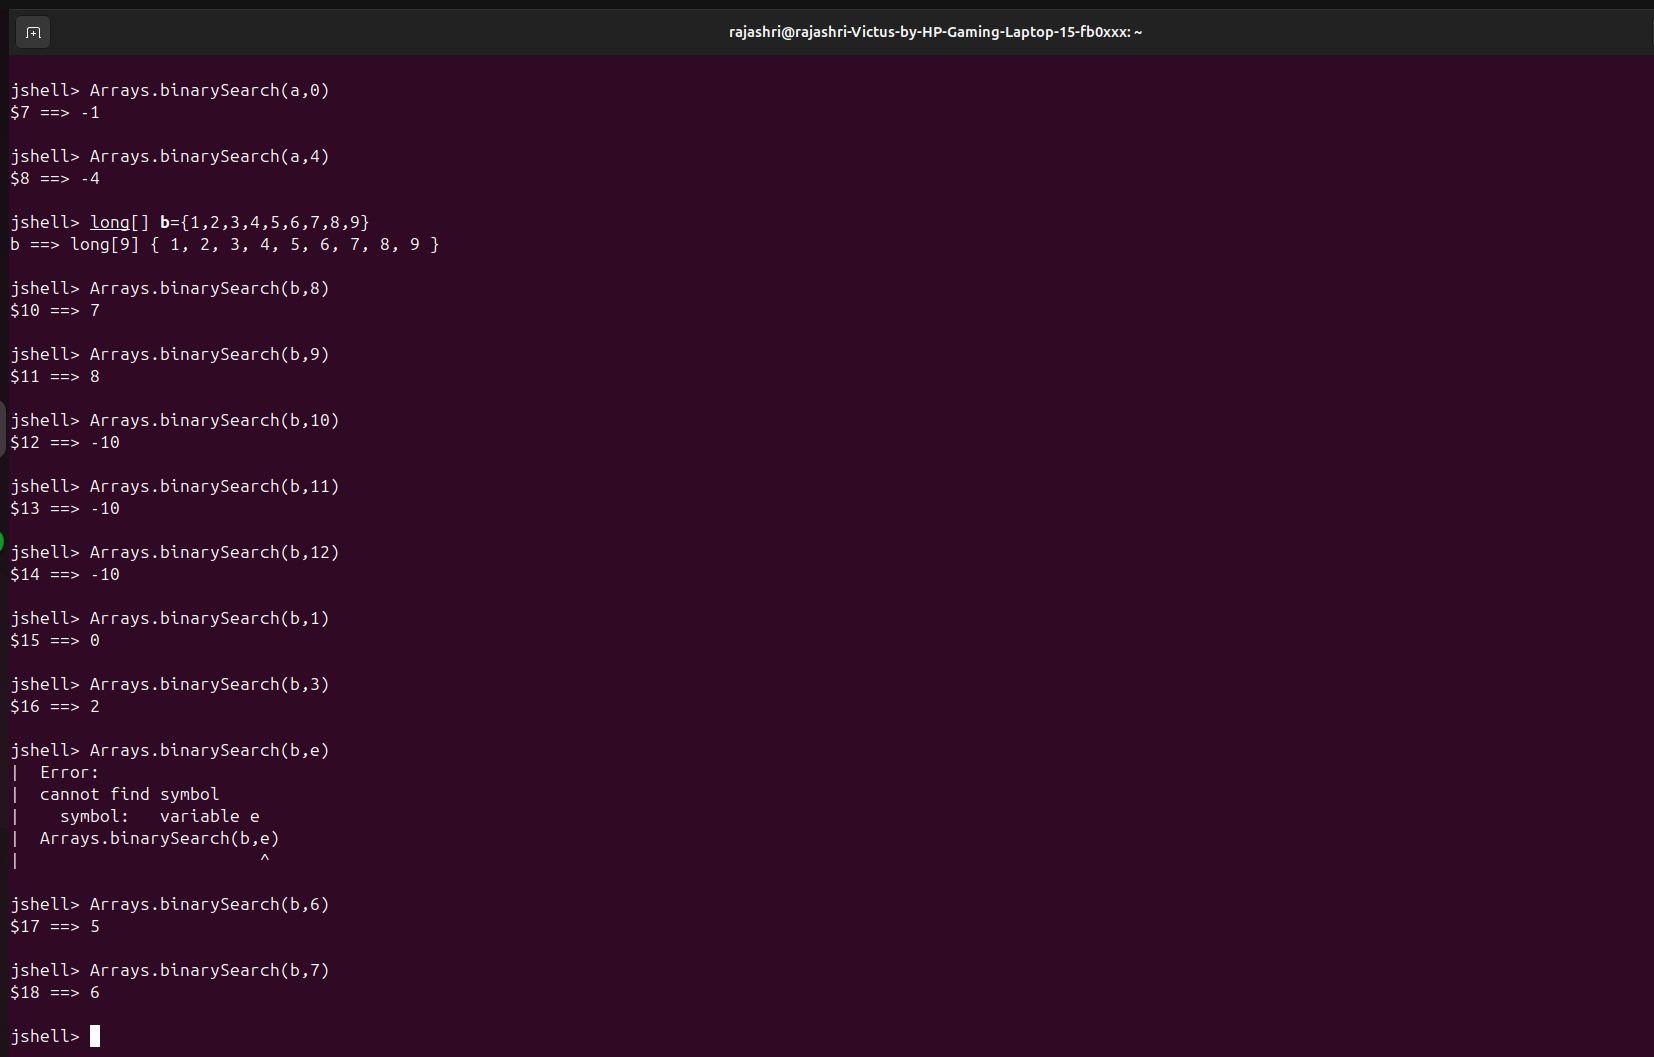 rajashri@rajashri-Victus-by-HP-Gaming-Laptop-15-fb0xxx: ~
jshell> Arrays.binarySearch(a,0)
$7 ==> -1
jshell> Arrays.binarySearch(a,4)
$8 ==> -4
jshell> long[] b={1,2,3,4,5,6,7,8,9}
b ==> long[9] { 1, 2, 3, 4, 5, 6, 7, 8, 9 }
jshell> Arrays.binarySearch(b,8)
$10 ==> 7
jshell> Arrays.binarySearch(b,9)
$11 ==> 8
jshell> Arrays.binarySearch(b,10)
$12 ==> -10
jshell> Arrays.binarySearch(b,11)
$13 ==> -10
jshell> Arrays.binarySearch(b,12)
$14 ==> -10
jshell> Arrays.binarySearch(b,1)
$15 ==> 0
jshell> Arrays.binarySearch(b,3)
$16 ==> 2
jshell> Arrays.binarySearch(b,e)
|  Error:
|  cannot find symbol
|    symbol:   variable e
|  Arrays.binarySearch(b,e)
|                        ^
jshell> Arrays.binarySearch(b,6)
$17 ==> 5
jshell> Arrays.binarySearch(b,7)
$18 ==> 6
jshell>